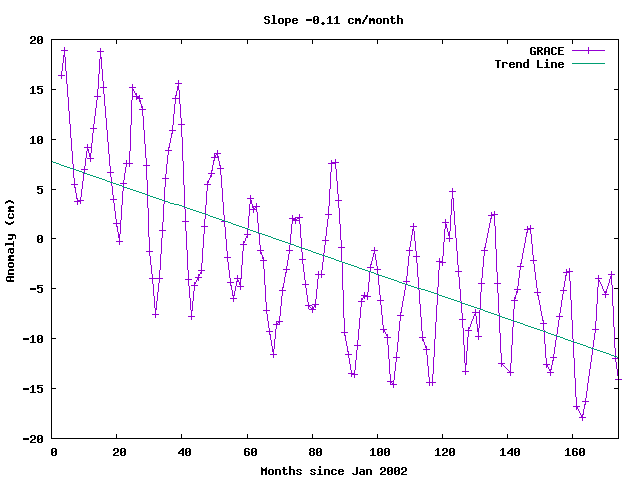 Slope -0.11 cm/month
GRACE
Trend Line
20
15
10
5
0
-5
-10
-15
-20
Anomaly (cm)
0 20 40 60 80 100 120 140 160
Months since Jan 2002